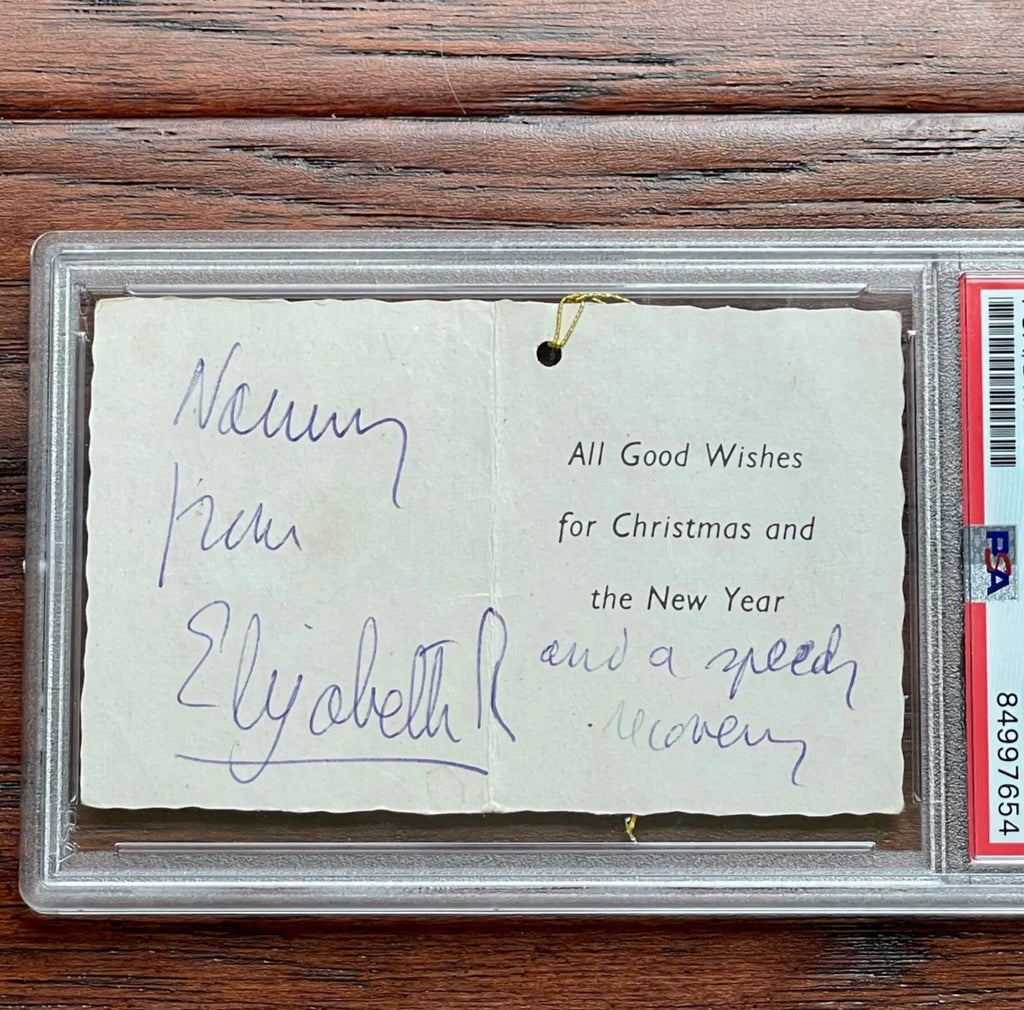 Nanny
from
Elizabeth R
All Good Wishes
for Christmas and
the New Year
and a speedy
recovery
PSA
84997654